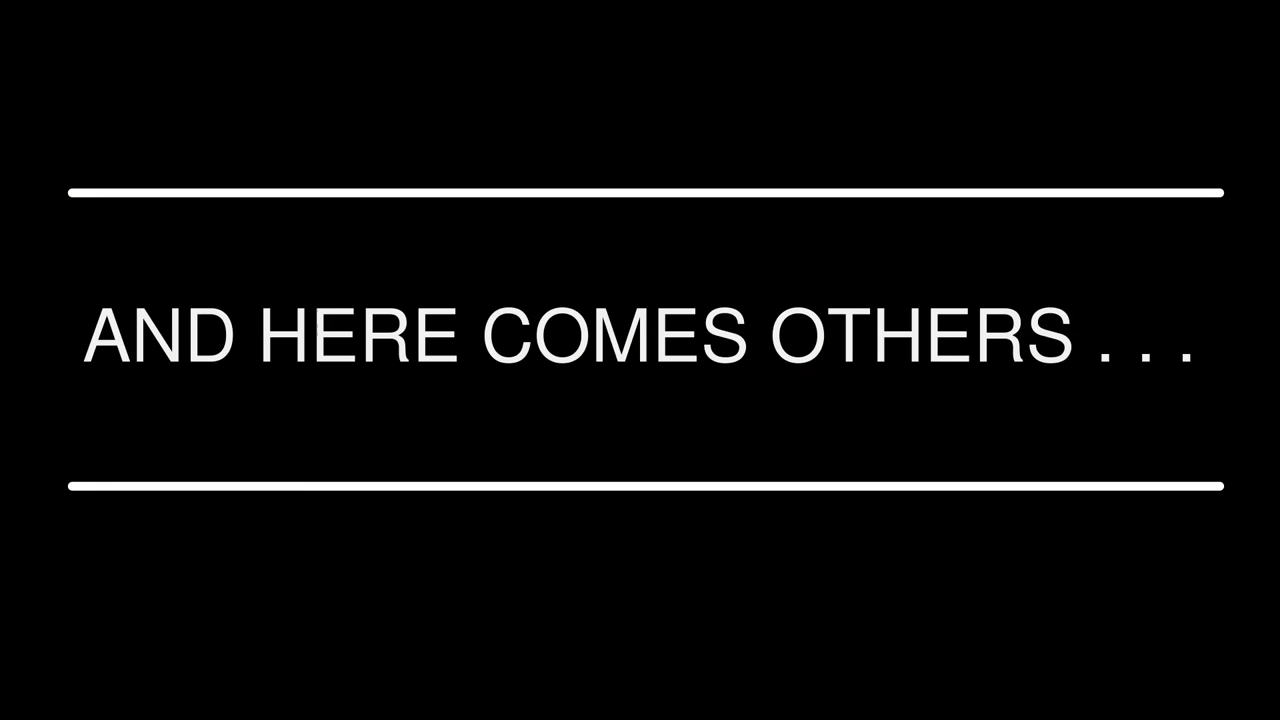 AND HERE COMES OTHERS . . .